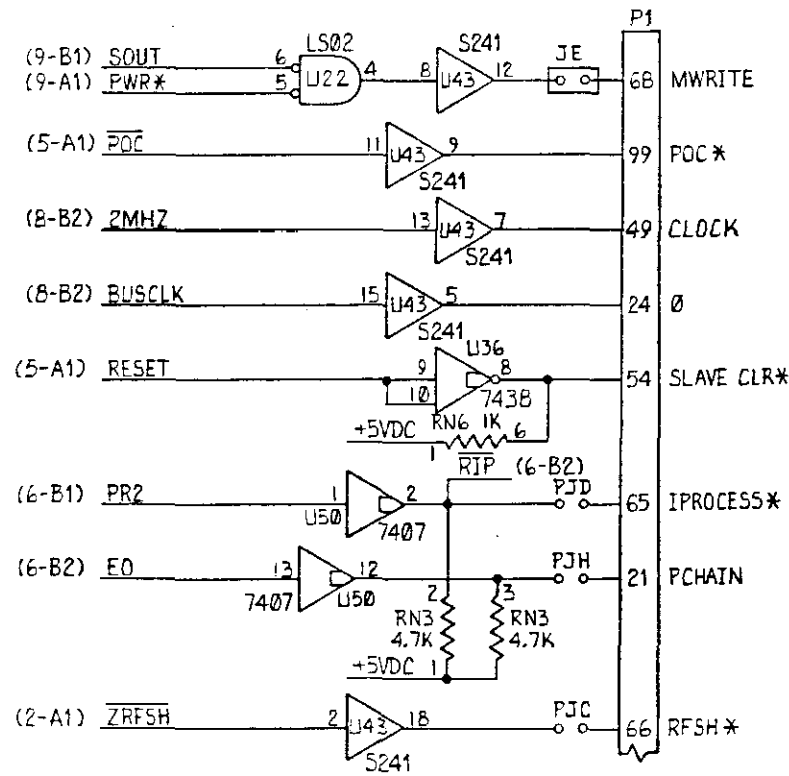 P1
LS02 S241 JE
(9-B1) SOUT 6
(9-A1) PWR* 5 U22 4 8 U43 12 68 MWRITE
(5-A1) POC 11 U43 9 99 POC*
S241
(8-B2) 2MHZ 13 U43 7 49 CLOCK
S241
(8-B2) BUSCLK 15 U43 5 24 Ø
S241
U36
(5-A1) RESET 9 8 54 SLAVE CLR*
10 7438
RN6 1K
+5VDC 1 6
RIP (6-B2)
(6-B1) PR2 1 2 PJD 65 IPROCESS*
U50 7407
(6-B2) EO 13 12 PJH 21 PCHAIN
7407 U50
2 3
RN3 RN3
4.7K 4.7K
+5VDC 1
(2-A1) ZRFSH 2 U43 18 PJC 66 RFSH*
S241